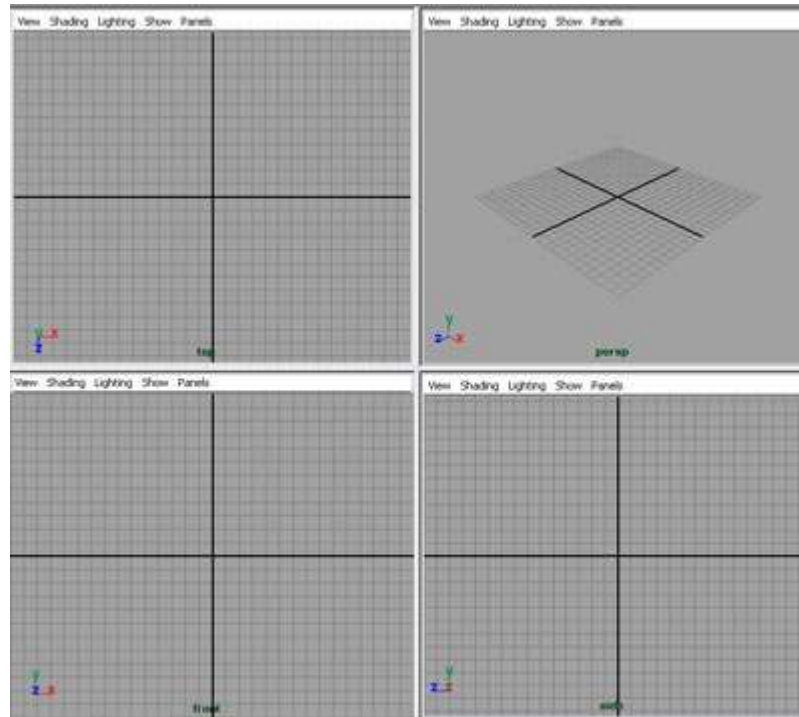 View Shading Lighting Show Panels
y x
z
top
View Shading Lighting Show Panels
y
z x
persp
View Shading Lighting Show Panels
y
z x
front
View Shading Lighting Show Panels
y
z
side